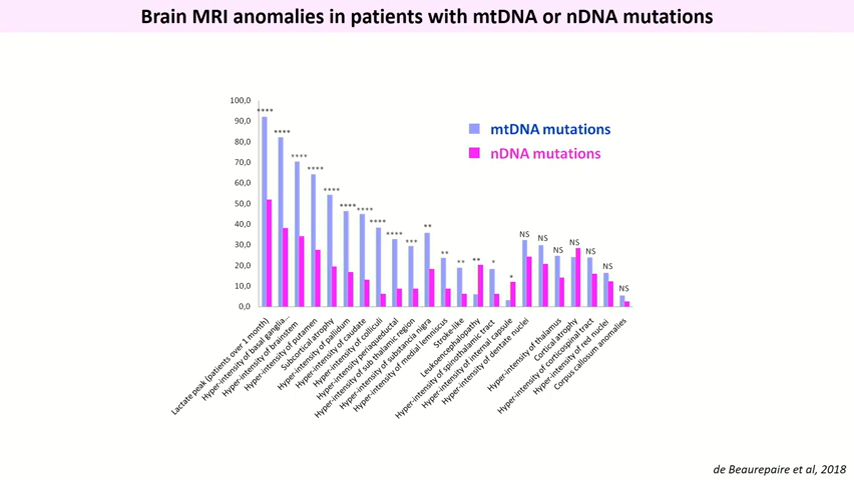 Brain MRI anomalies in patients with mtDNA or nDNA mutations
100,0
90,0
80,0
70,0
60,0
50,0
40,0
30,0
20,0
10,0
0,0
****
****
****
****
****
****
****
****
****
***
**
**
**
**
*
*
NS
NS
NS
NS
NS
NS
NS
mtDNA mutations
nDNA mutations
Lactate peak (patients over 1 month)
Hyper-intensity of basal ganglia...
Hyper-intensity of brainstem
Hyper-intensity of putamen
Subcortical atrophy
Hyper-intensity of pallidum
Hyper-intensity of caudate
Hyper-intensity of colliculi
Hyper-intensity periaqueductal
Hyper-intensity of sub thalamic region
Hyper-intensity of substancia nigra
Hyper-intensity of medial lemniscus
Stroke-like
Leukoencephalopathy
Hyper-intensity of spinothalamic tract
Hyper-intensity of internal capsule
Hyper-intensity of dentate nuclei
Hyper-intensity of thalamus
Cortical atrophy
Hyper-intensity of corticospinal tract
Hyper-intensity of red nuclei
Corpus callosum anomalies
de Beaurepaire et al, 2018